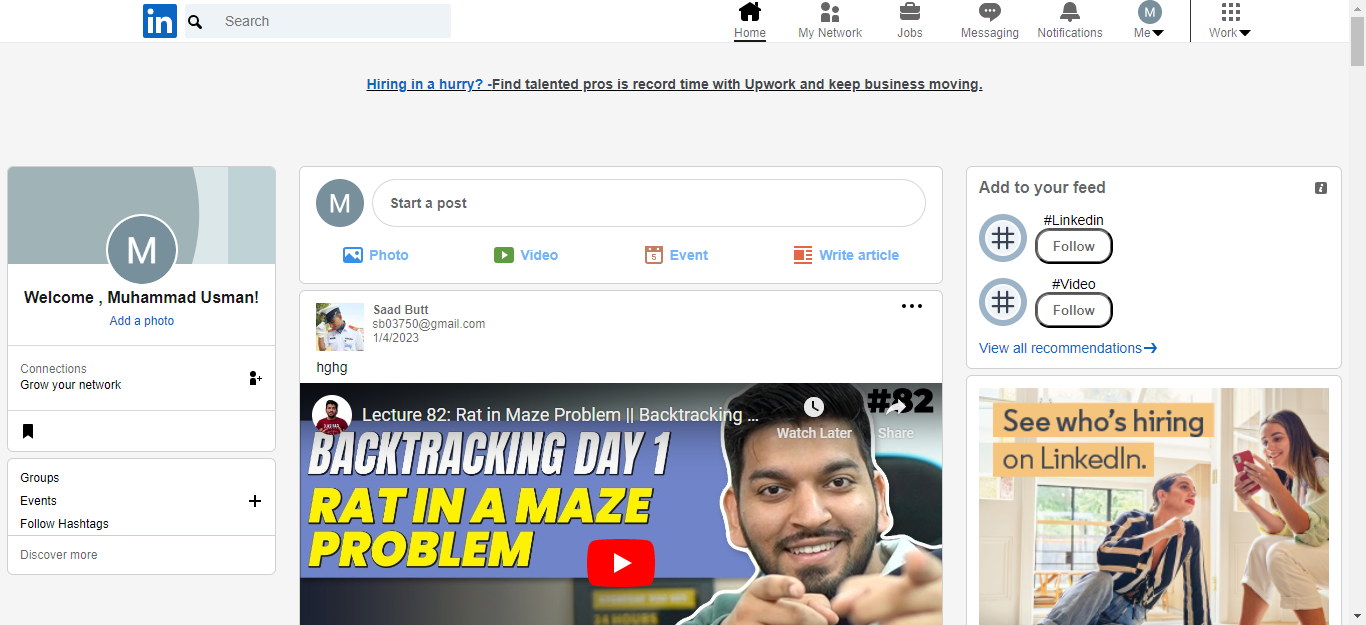 in
Search
Home
My Network
Jobs
Messaging
Notifications
M
Me
Work
Hiring in a hurry? -Find talented pros is record time with Upwork and keep business moving.
M
Welcome , Muhammad Usman!
Add a photo
Connections
Grow your network
Groups
Events
Follow Hashtags
Discover more
M
Start a post
Photo
Video
5
Event
Write article
Saad Butt
sb03750@gmail.com
1/4/2023
hghg
Lecture 82: Rat in Maze Problem || Backtracking ...
Watch Later
Share
#82
BACKTRACKING DAY 1
RAT IN A MAZE
PROBLEM
24 HOURS
Add to your feed
i
#
#Linkedin
Follow
#
#Video
Follow
View all recommendations
See who's hiring
on LinkedIn.